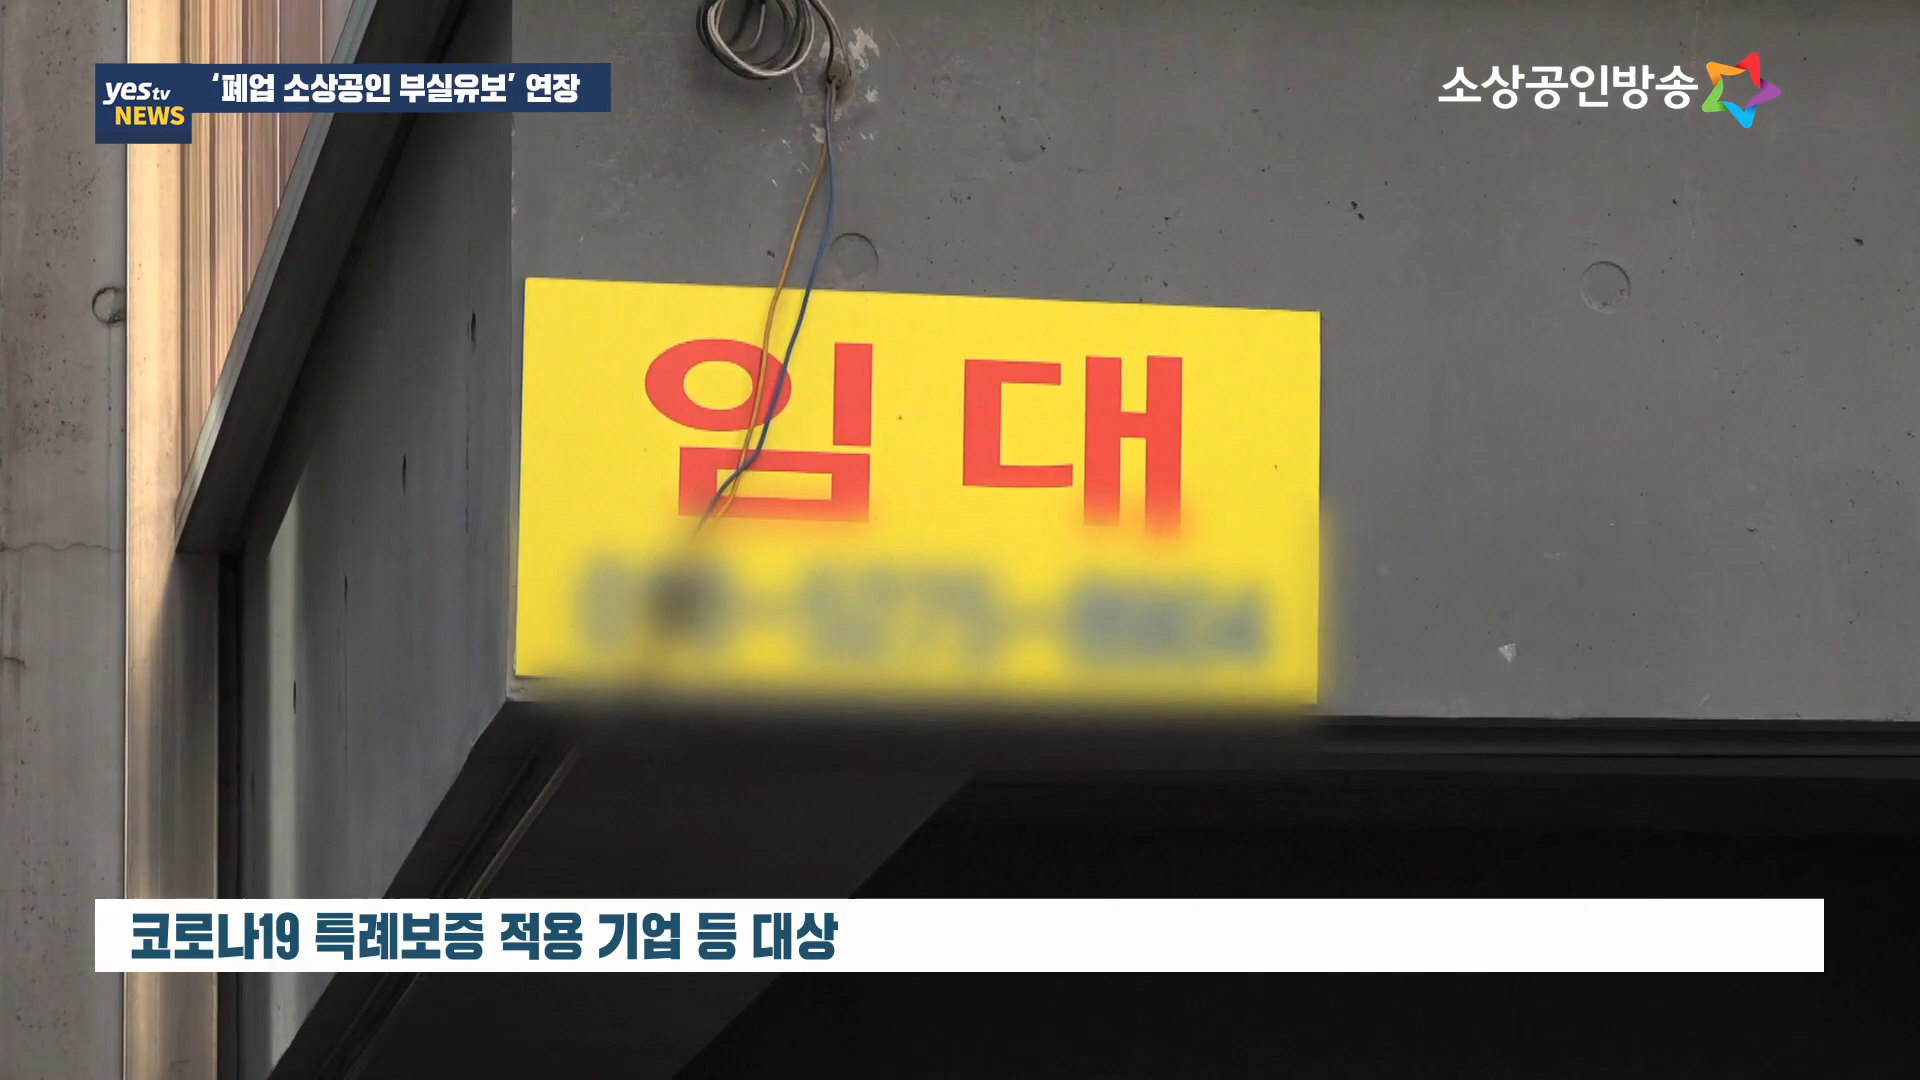 yes tv
NEWS
‘폐업 소상공인 부실유보’ 연장
소상공인방송
임대
코로나19 특례보증 적용 기업 등 대상